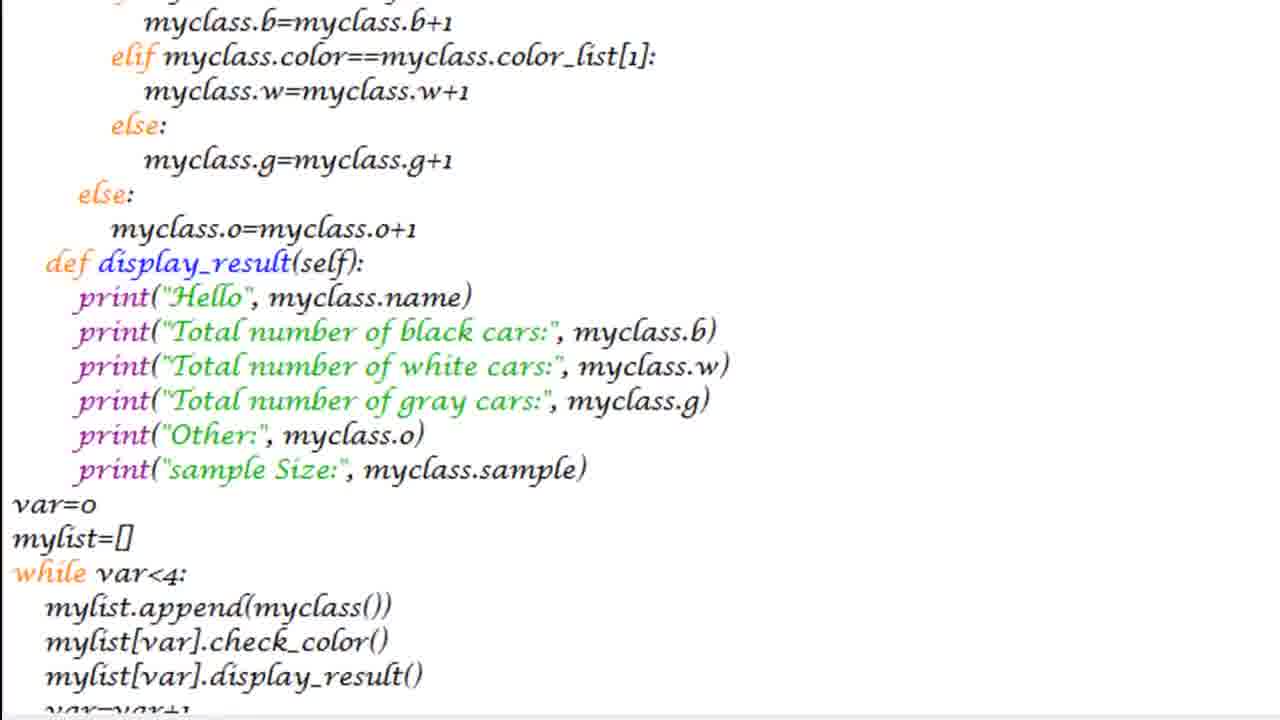 myclass.b=myclass.b+1
elif myclass.color==myclass.color_list[1]:
myclass.w=myclass.w+1
else:
myclass.g=myclass.g+1
else:
myclass.o=myclass.o+1
def display_result(self):
print("Hello", myclass.name)
print("Total number of black cars:", myclass.b)
print("Total number of white cars:", myclass.w)
print("Total number of gray cars:", myclass.g)
print("Other:", myclass.o)
print("sample Size:", myclass.sample)
var=0
mylist=[]
while var<4:
mylist.append(myclass())
mylist[var].check_color()
mylist[var].display_result()
var=var+1